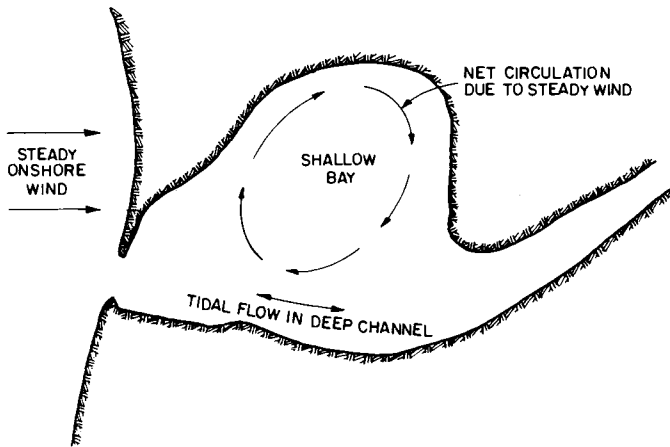 NET CIRCULATION
DUE TO STEADY WIND
STEADY
ONSHORE
WIND
SHALLOW
BAY
TIDAL FLOW IN DEEP CHANNEL